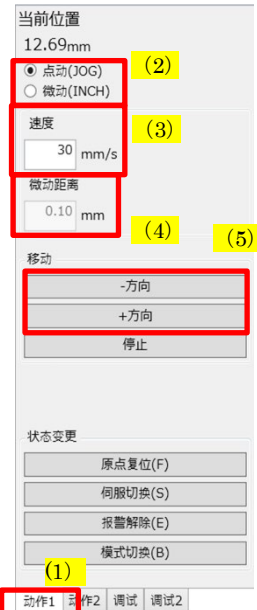 当前位置
12.69mm
点动(JOG)
(2)
微动(INCH)
速度
(3)
30 mm/s
微动距离
0.10 mm
(4)
(5)
移动
-方向
+方向
停止
状态变更
原点复位(F)
伺服切换(S)
报警解除(E)
模式切换(B)
(1)
动作1 动作2 调试 调试2